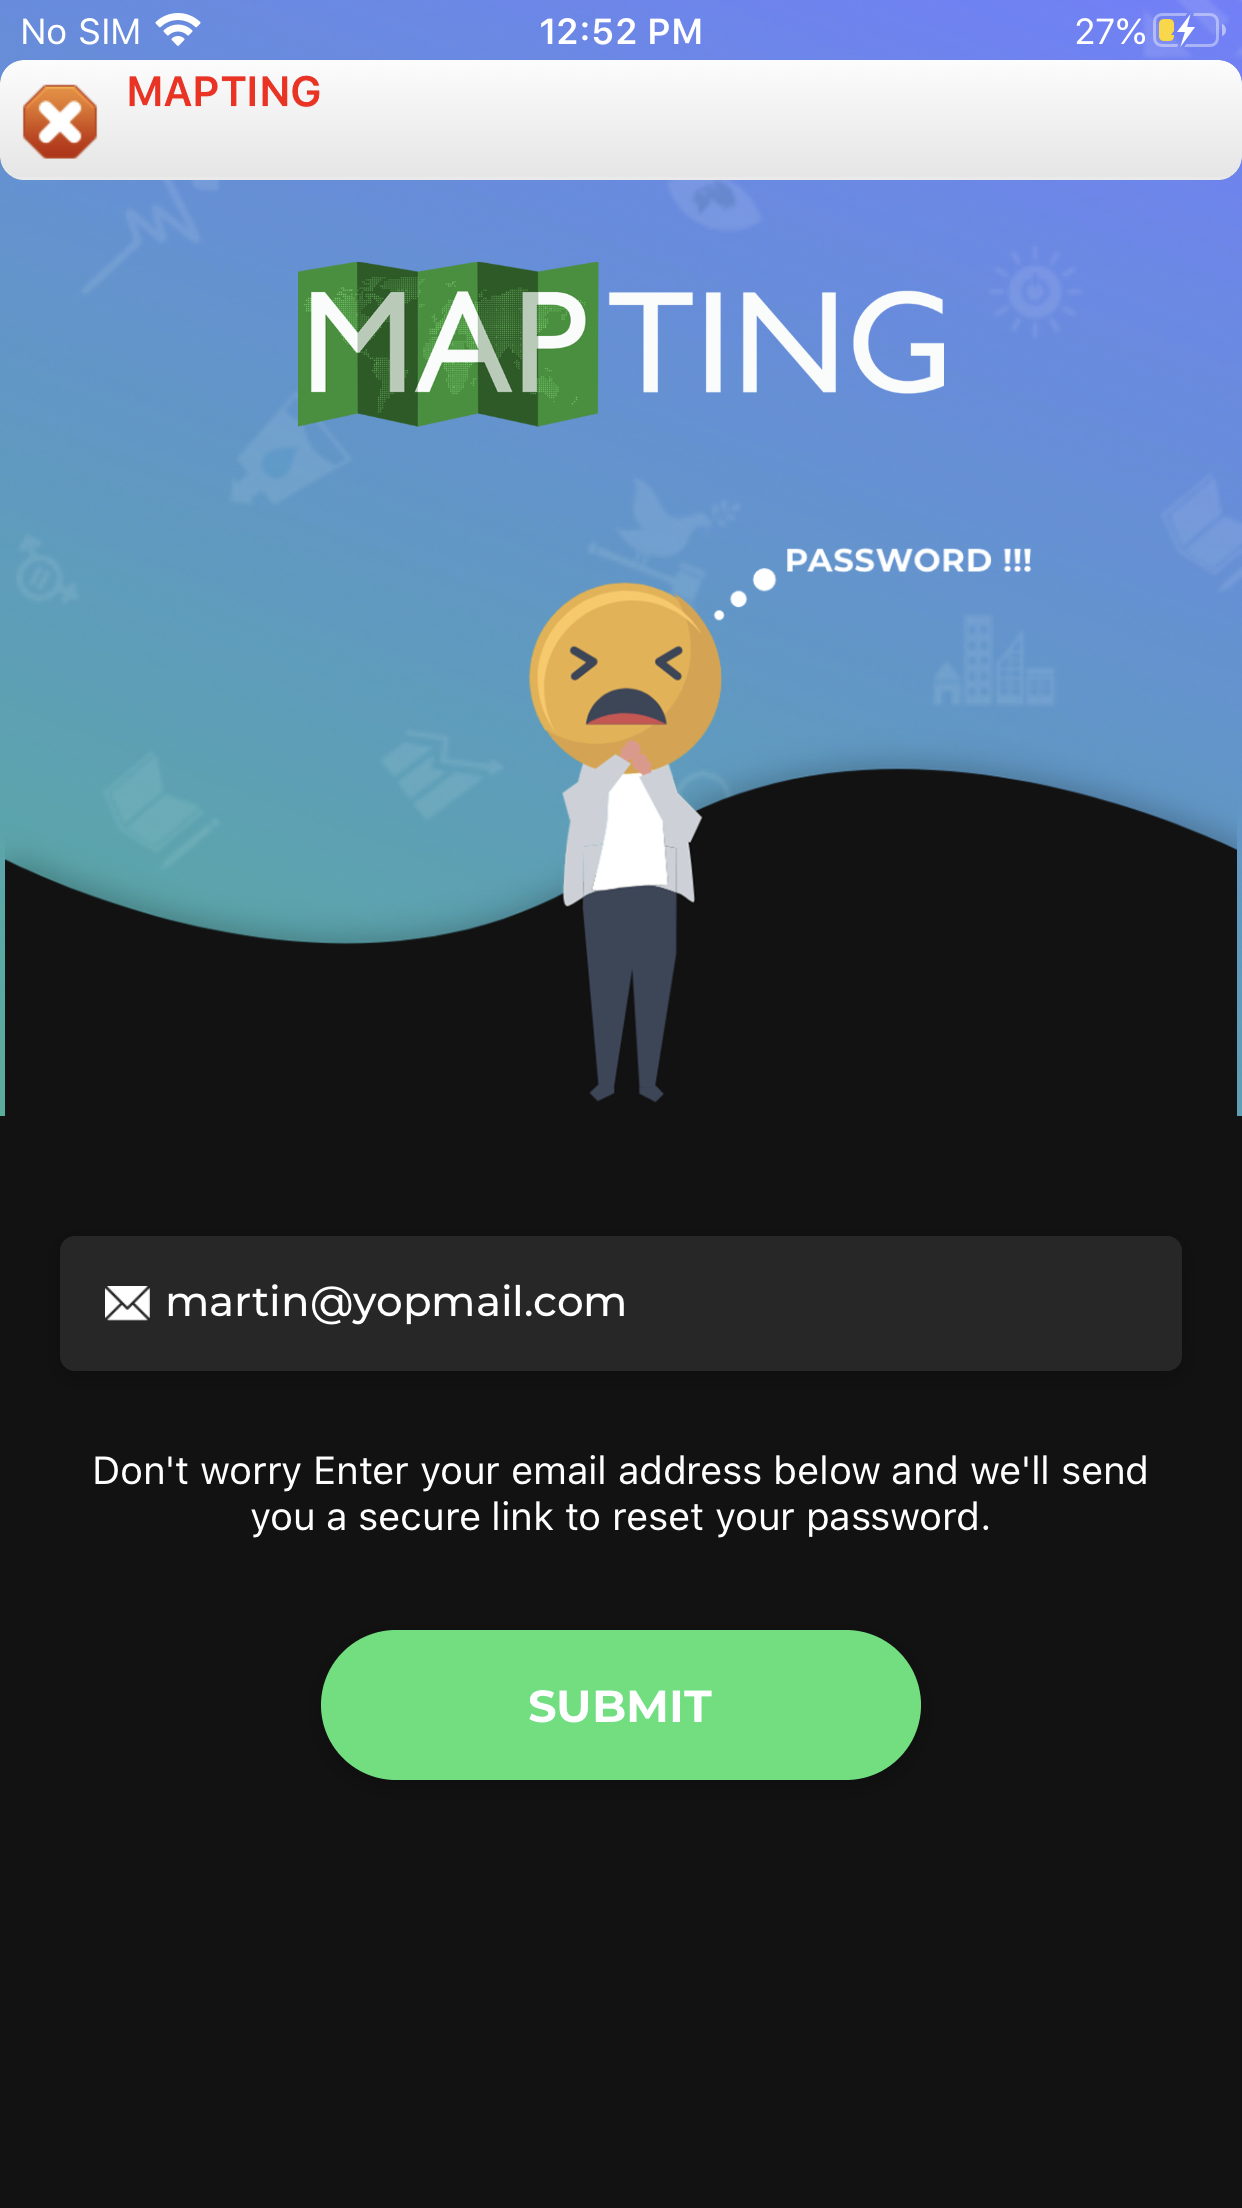 No SIM 12:52 PM 27%
MAPTING
MAPTING
PASSWORD !!!
martin@yopmail.com
Don't worry Enter your email address below and we'll send
you a secure link to reset your password.
SUBMIT